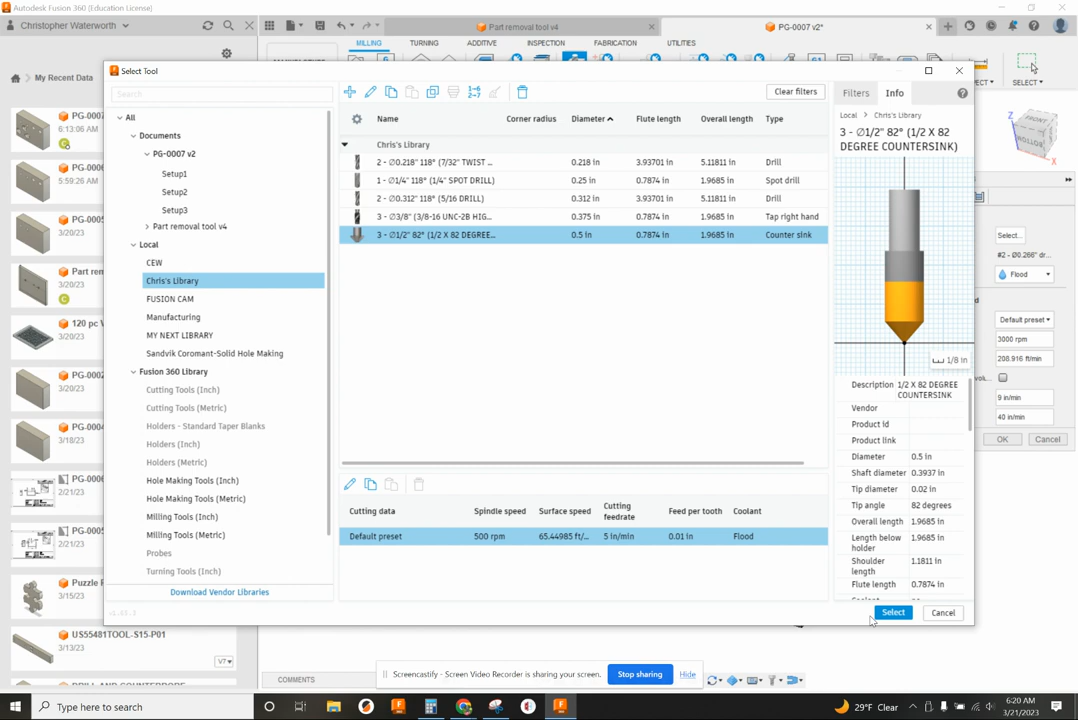 Autodesk Fusion 360 (Education License)
Christopher Waterworth
Part removal tool v4
PG-0007 v2*
MILLING
TURNING
ADDITIVE
INSPECTION
FABRICATION
UTILITIES
SELECT
My Recent Data
PG-0007
6:13:06 AM
PG-0006
5:59:26 AM
PG-0005
3/20/23
Part rem
3/20/23
120 pc V
3/20/23
PG-0002
3/20/23
PG-0004
3/18/23
PG-0006
2/21/23
PG-0005
2/21/23
Puzzle P
3/15/23
US55481TOOL-S15-P01
3/13/23
V7
Select Tool
Search
All
Documents
PG-0007 v2
Setup1
Setup2
Setup3
Part removal tool v4
Local
CEW
Chris's Library
FUSION CAM
Manufacturing
MY NEXT LIBRARY
Sandvik Coromant-Solid Hole Making
Fusion 360 Library
Cutting Tools (Inch)
Cutting Tools (Metric)
Holders - Standard Taper Blanks
Holders (Inch)
Holders (Metric)
Hole Making Tools (Inch)
Hole Making Tools (Metric)
Milling Tools (Inch)
Milling Tools (Metric)
Probes
Turning Tools (Inch)
Download Vendor Libraries
Clear filters
Name Corner radius Diameter Flute length Overall length Type
Chris's Library
2 - ∅0.218" 118° (7/32" TWIST ... 0.218 in 3.93701 in 5.11811 in Drill
1 - ∅1/4" 118° (1/4" SPOT DRILL) 0.25 in 0.7874 in 1.9685 in Spot drill
2 - ∅0.312" 118° (5/16 DRILL) 0.312 in 3.93701 in 5.11811 in Drill
3 - ∅3/8" (3/8-16 UNC-2B HIG... 0.375 in 0.7874 in 1.9685 in Tap right hand
3 - ∅1/2" 82° (1/2 X 82 DEGREE... 0.5 in 0.7874 in 1.9685 in Counter sink
Cutting data Spindle speed Surface speed Cutting feedrate Feed per tooth Coolant
Default preset 500 rpm 65.44985 ft/... 5 in/min 0.01 in Flood
Filters Info
Local > Chris's Library
3 - ∅1/2" 82° (1/2 X 82
DEGREE COUNTERSINK)
1/8 in
Description 1/2 X 82 DEGREE
COUNTERSINK
Vendor
Product id
Product link
Diameter 0.5 in
Shaft diameter 0.3937 in
Tip diameter 0.02 in
Tip angle 82 degrees
Overall length 1.9685 in
Length below
holder 1.9685 in
Shoulder
length 1.1811 in
Flute length 0.7874 in
Select
Cancel
Select...
#2 - ∅0.266" dr...
Flood
Default preset
3000 rpm
208.916 ft/min
9 in/min
40 in/min
OK
Cancel
BOTTOM
X
Z
COMMENTS
Screencastify - Screen Video Recorder is sharing your screen.
Stop sharing
Hide
Type here to search
29°F Clear
6:20 AM
3/21/2023